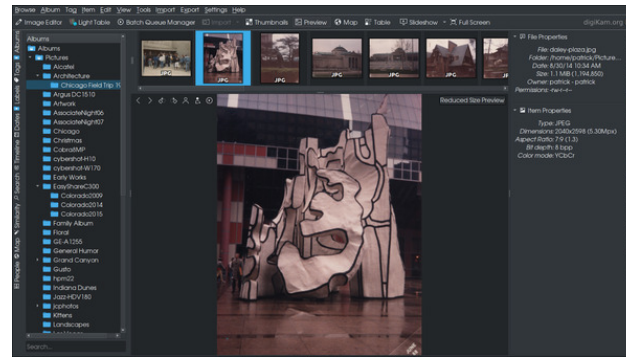 Browse Album Tag Item Edit View Tools Import Export Settings Help
Image Editor Light Table Batch Queue Manager Import Thumbnails Preview Map Table Slideshow Full Screen digiKam.org
Albums
Tags
Labels
Dates
Timeline
Search
Similarity
Map
People
Albums
Albums
Pictures
Alcatel
Architecture
Chicago Field Trip
Argus DC1510
Artwork
AssociateNight06
AssociateNight07
Chicago
Christmas
Cobra8MP
cybershot-H10
cybershot-W170
Early Works
EasyShareC300
Colorado2009
Colorado2014
Colorado2015
Family Album
Floral
GE-A1255
General Humor
Grand Canyon
Gusto
hpm22
Indiana Dunes
Jazz-HDV180
jophotos
Kittens
Landscapes
Las Vegas
Search...
JPG
JPG
JPG
JPG
JPG
Reduced Size Preview
File Properties
File: daley-plaza.jpg
Folder: /home/patrick/Picture...
Date: 8/30/14 10:34 AM
Size: 1.1 MiB (1,194,850)
Owner: patrick - patrick
Permissions: -rw-r--r--
Item Properties
Type: JPEG
Dimensions: 2040x2598 (5.30Mpx)
Aspect Ratio: 7:9 (1.3)
Bit depth: 8 bpp
Color mode: YCbCr